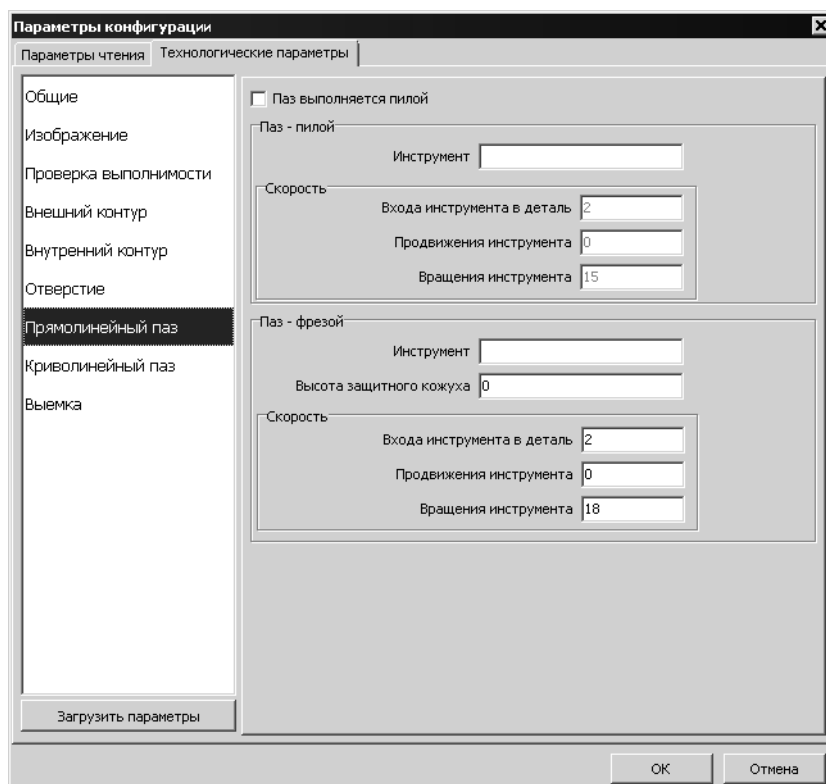 Параметры конфигурации
Параметры чтения Технологические параметры
Общие
Изображение
Проверка выполнимости
Внешний контур
Внутренний контур
Отверстие
Прямолинейный паз
Криволинейный паз
Выемка
Загрузить параметры
Паз выполняется пилой
Паз - пилой
Инструмент
Скорость
Входа инструмента в деталь 2
Продвижения инструмента 0
Вращения инструмента 15
Паз - фрезой
Инструмент
Высота защитного кожуха 0
Скорость
Входа инструмента в деталь 2
Продвижения инструмента 0
Вращения инструмента 18
ОК Отмена